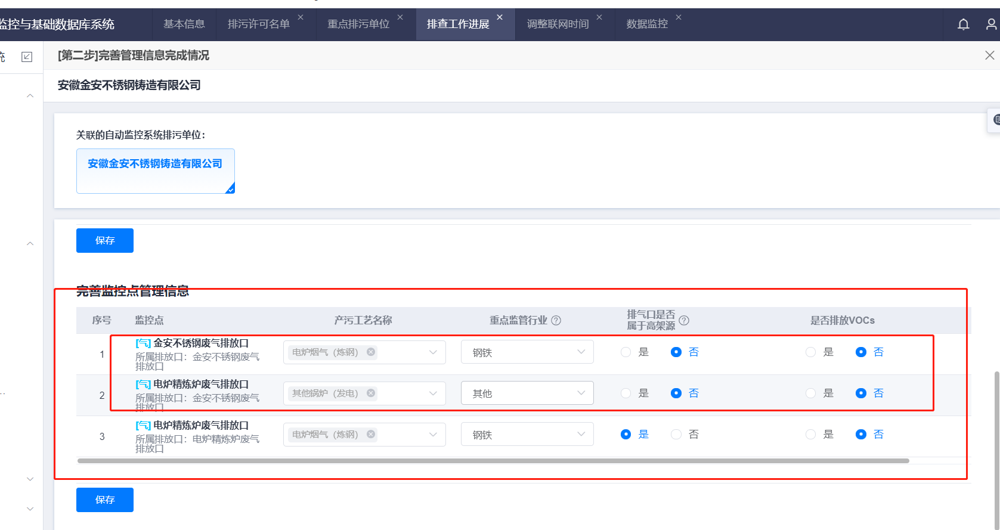 监控与基础数据库系统
基本信息
排污许可名单
重点排污单位
排查工作进展
调整联网时间
数据监控
[第二步]完善管理信息完成情况
安徽金安不锈钢铸造有限公司
关联的自动监控系统排污单位：
安徽金安不锈钢铸造有限公司
保存
完善监控点管理信息
序号 监控点 产污工艺名称 重点监管行业 排气口是否 是否排放VOCs
属于高架源
1 [气] 金安不锈钢废气排放口 电炉烟气（炼钢） 钢铁 是 否 是 否
所属排放口：金安不锈钢废气
排放口
2 [气] 电炉精炼炉废气排放口 其他锅炉（发电） 其他 是 否 是 否
所属排放口：金安不锈钢废气
排放口
3 [气] 电炉精炼炉废气排放口 电炉烟气（炼钢） 钢铁 是 否 是 否
所属排放口：电炉精炼炉废气
排放口
保存